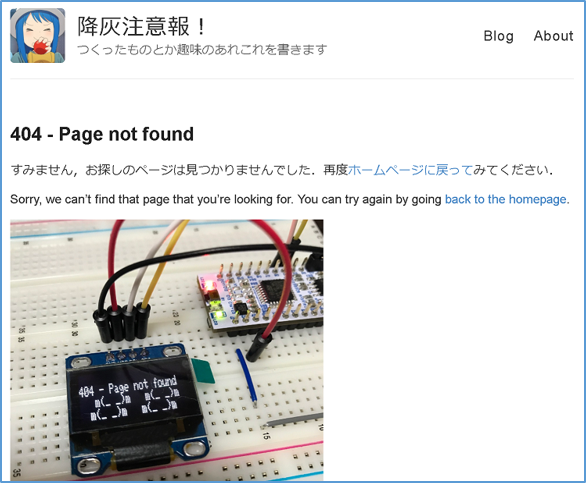 降灰注意報！
つくったものとか趣味のあれこれを書きます
Blog About
404 - Page not found
すみません，お探しのページは見つかりませんでした．再度ホームページに戻ってみてください．
Sorry, we can't find that page that you're looking for. You can try again by going back to the homepage.
404 - Page not found
m(_ _)m m(_ _)m
m(_ _)m m(_ _)m
15
35